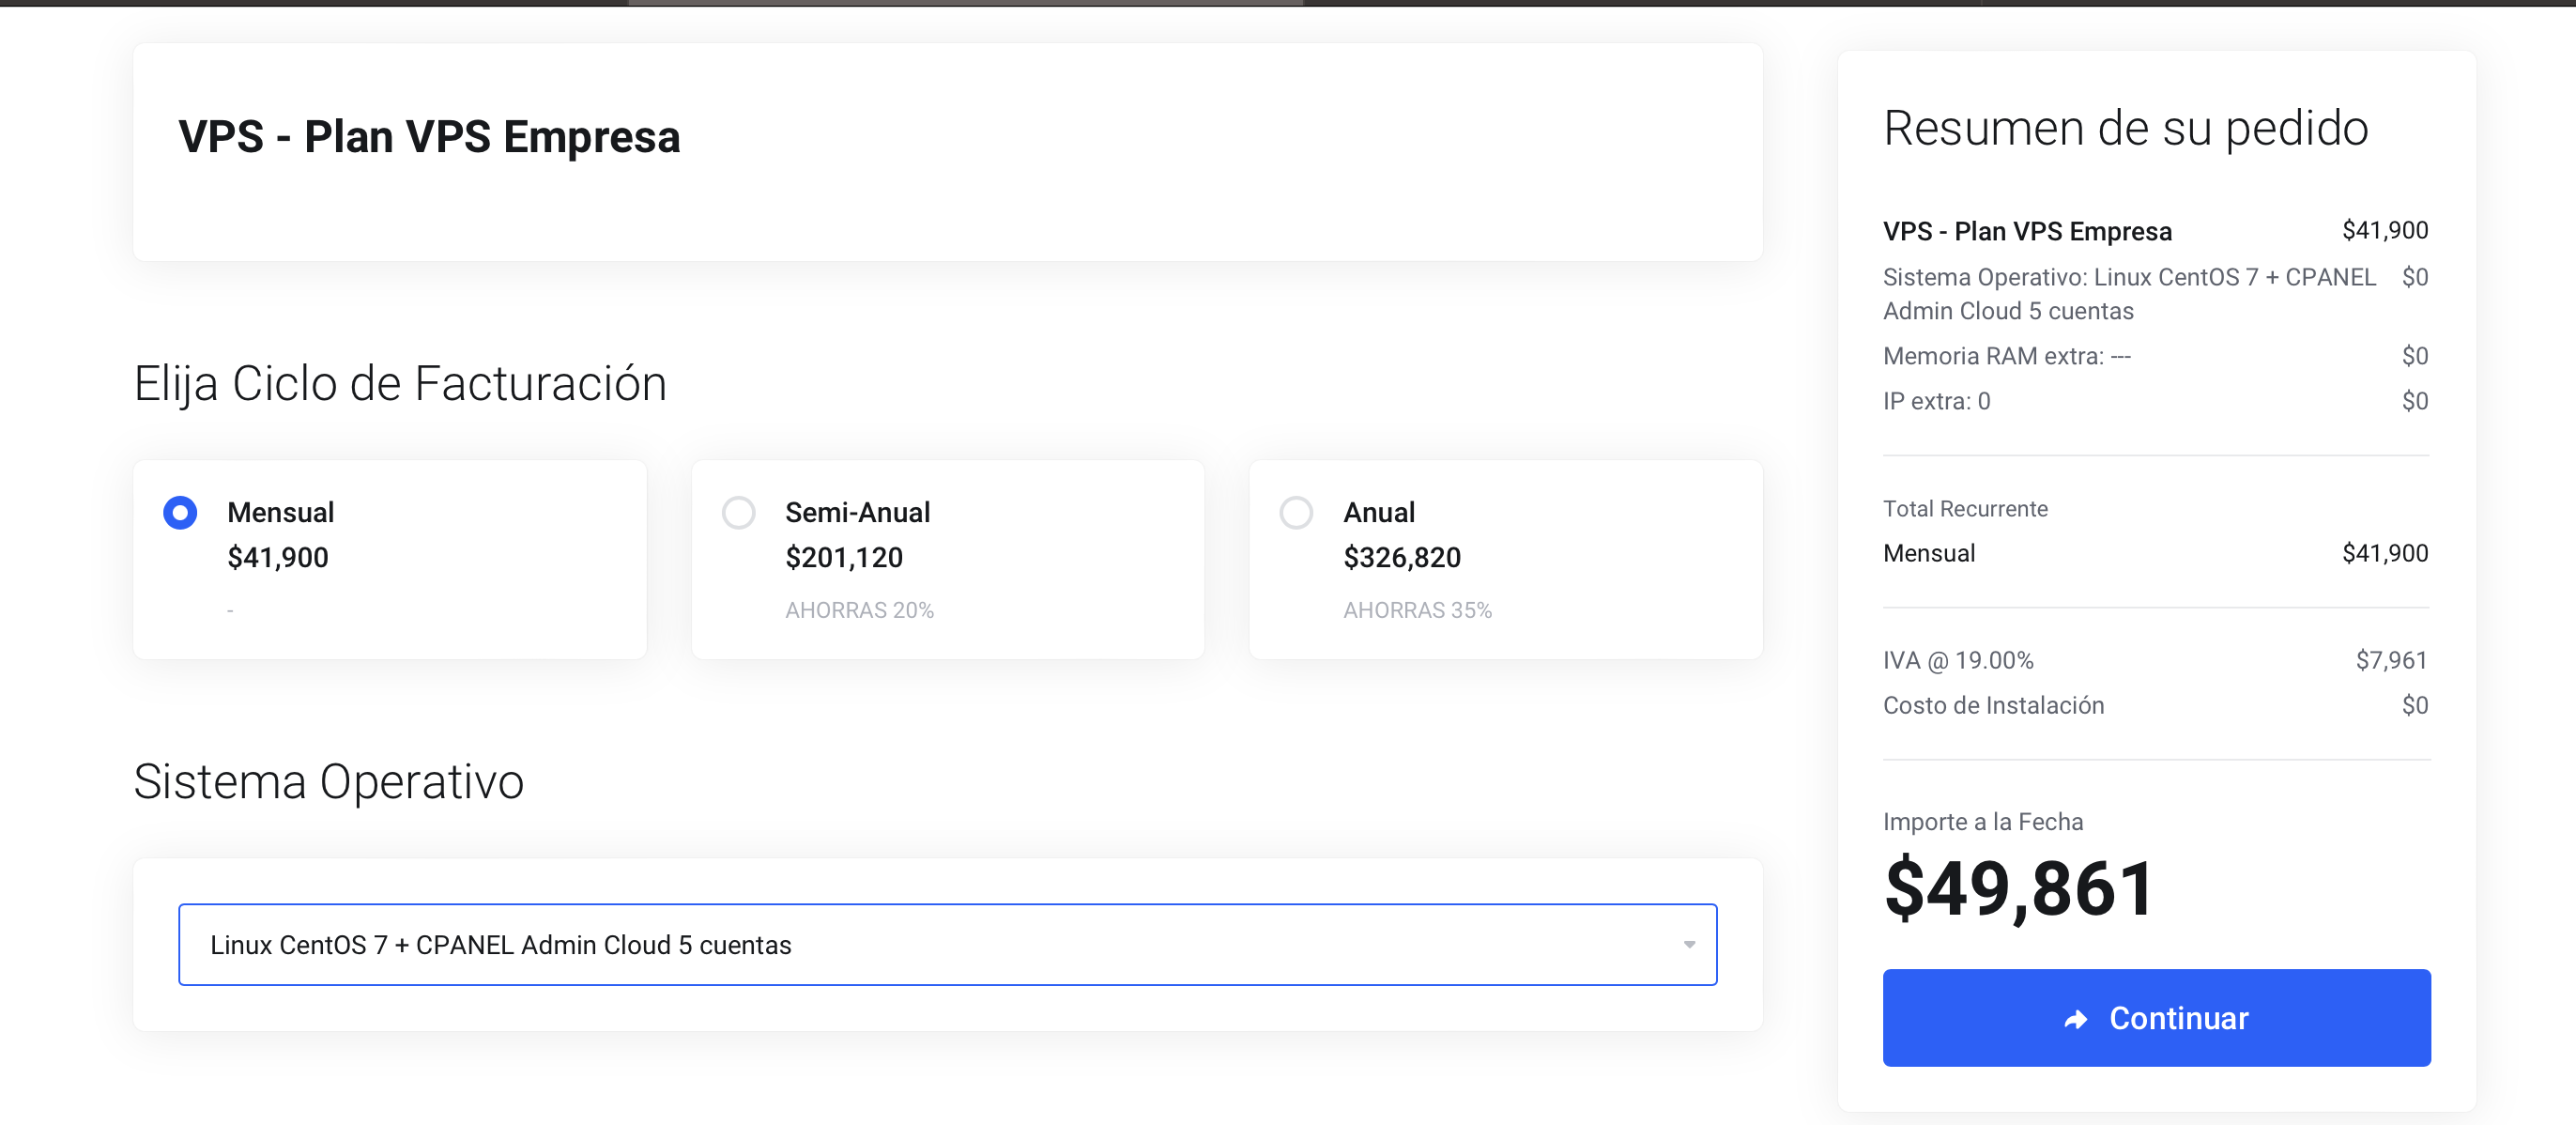 VPS - Plan VPS Empresa
Elija Ciclo de Facturación
Mensual
$41,900
-
Semi-Anual
$201,120
AHORRAS 20%
Anual
$326,820
AHORRAS 35%
Sistema Operativo
Linux CentOS 7 + CPANEL Admin Cloud 5 cuentas
Resumen de su pedido
VPS - Plan VPS Empresa $41,900
Sistema Operativo: Linux CentOS 7 + CPANEL $0
Admin Cloud 5 cuentas
Memoria RAM extra: --- $0
IP extra: 0 $0
Total Recurrente
Mensual $41,900
IVA @ 19.00% $7,961
Costo de Instalación $0
Importe a la Fecha
$49,861
Continuar